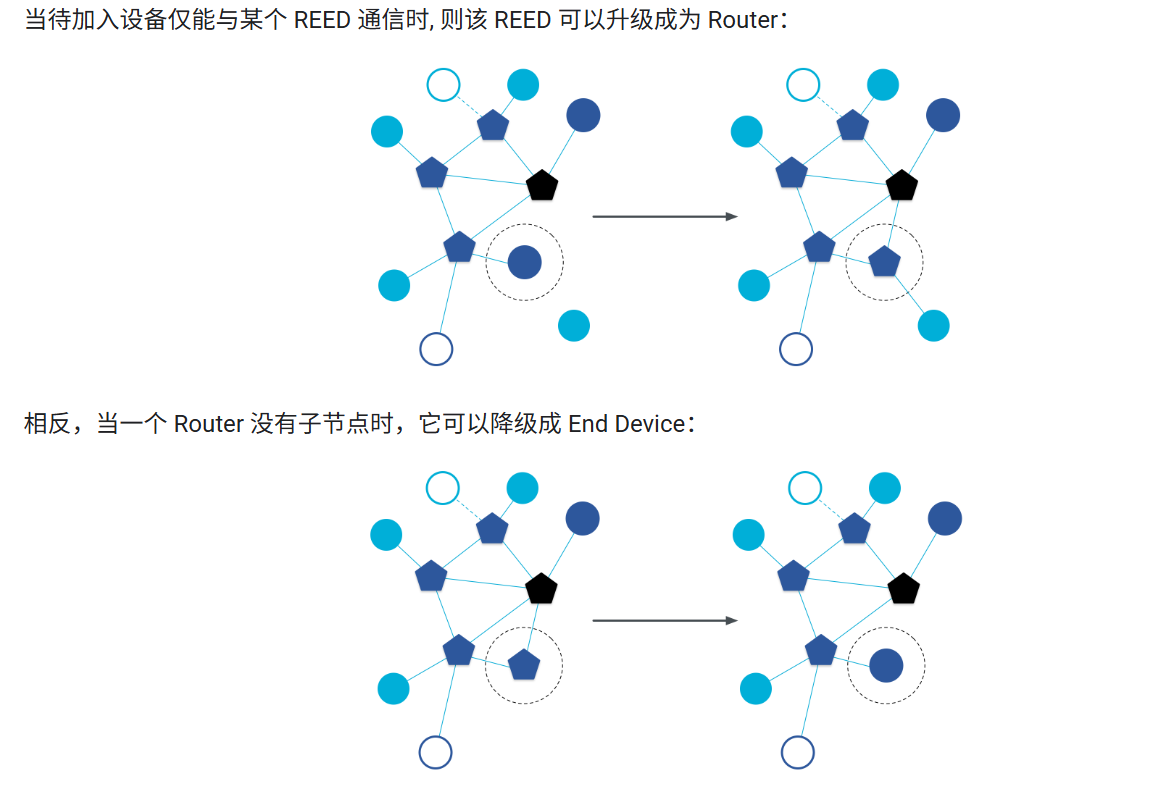 当待加入设备仅能与某个 REED 通信时, 则该 REED 可以升级成为 Router：
相反，当一个 Router 没有子节点时，它可以降级成 End Device：